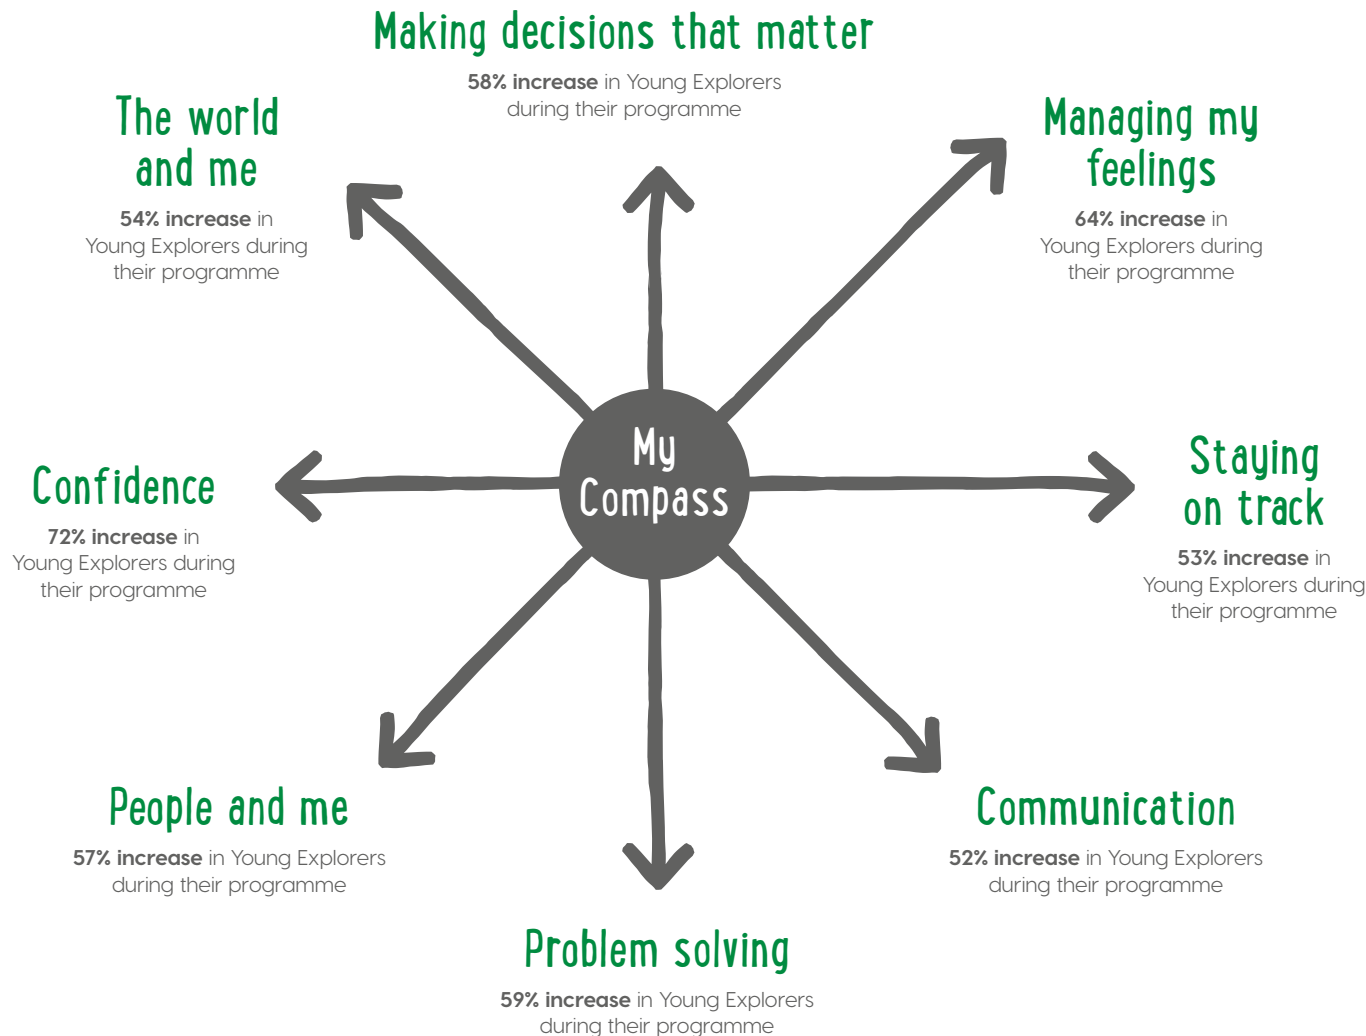 Making decisions that matter
58% increase in Young Explorers
during their programme
The world
and me
54% increase in
Young Explorers during
their programme
Managing my
feelings
64% increase in
Young Explorers during
their programme
My
Compass
Confidence
72% increase in
Young Explorers during
their programme
Staying
on track
53% increase in
Young Explorers during
their programme
People and me
57% increase in Young Explorers
during their programme
Communication
52% increase in Young Explorers
during their programme
Problem solving
59% increase in Young Explorers
during their programme